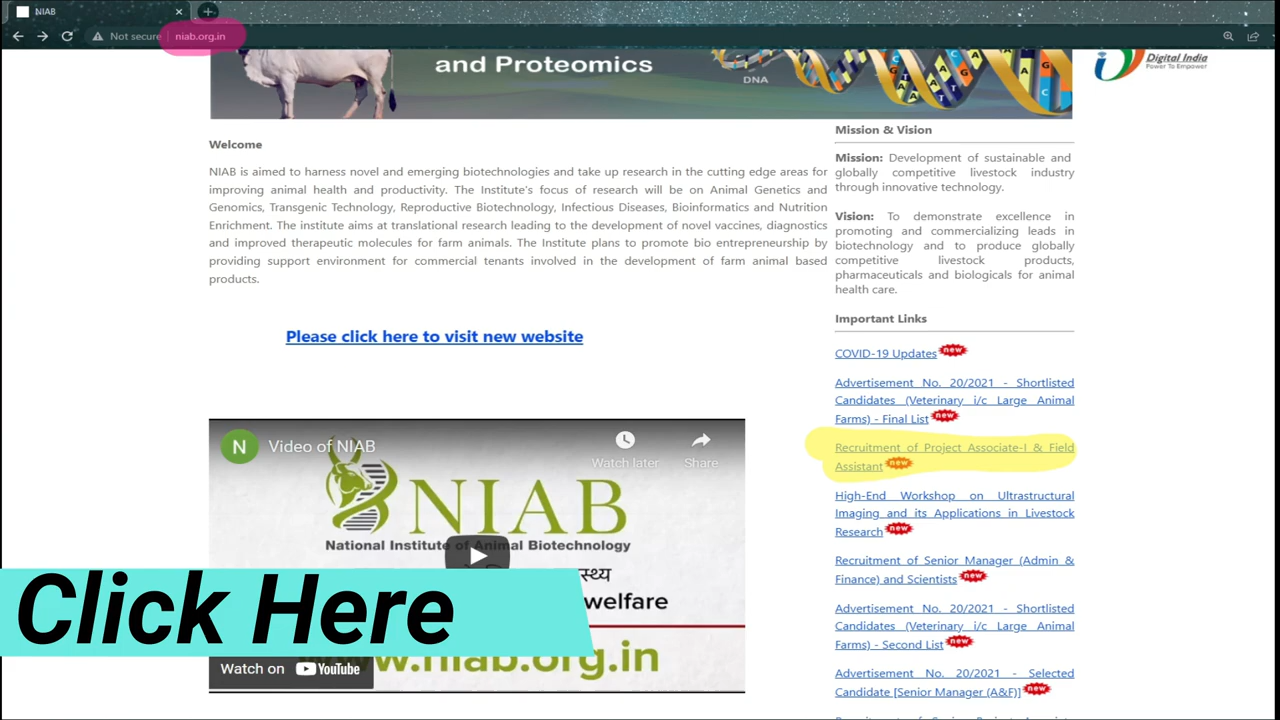 NIAB
Not secure
niab.org.in
and Proteomics
DNA
Digital India
Power To Empower
Welcome
NIAB is aimed to harness novel and emerging biotechnologies and take up research in the cutting edge areas for
improving animal health and productivity. The Institute's focus of research will be on Animal Genetics and
Genomics, Transgenic Technology, Reproductive Biotechnology, Infectious Diseases, Bioinformatics and Nutrition
Enrichment. The institute aims at translational research leading to the development of novel vaccines, diagnostics
and improved therapeutic molecules for farm animals. The Institute plans to promote bio entrepreneurship by
providing support environment for commercial tenants involved in the development of farm animal based
products.
Please click here to visit new website
N
Video of NIAB
Watch later
Share
NIAB
National Institute of Animal Biotechnology
स्थ्य
welfare
www.niab.org.in
Watch on YouTube
Click Here
Mission & Vision
Mission: Development of sustainable and
globally competitive livestock industry
through innovative technology.
Vision: To demonstrate excellence in
promoting and commercializing leads in
biotechnology and to produce globally
competitive livestock products,
pharmaceuticals and biologicals for animal
health care.
Important Links
COVID-19 Updates new
Advertisement No. 20/2021 - Shortlisted
Candidates (Veterinary i/c Large Animal
Farms) - Final List new
Recruitment of Project Associate-I & Field
Assistant new
High-End Workshop on Ultrastructural
Imaging and its Applications in Livestock
Research new
Recruitment of Senior Manager (Admin &
Finance) and Scientists new
Advertisement No. 20/2021 - Shortlisted
Candidates (Veterinary i/c Large Animal
Farms) - Second List new
Advertisement No. 20/2021 - Selected
Candidate [Senior Manager (A&F)] new